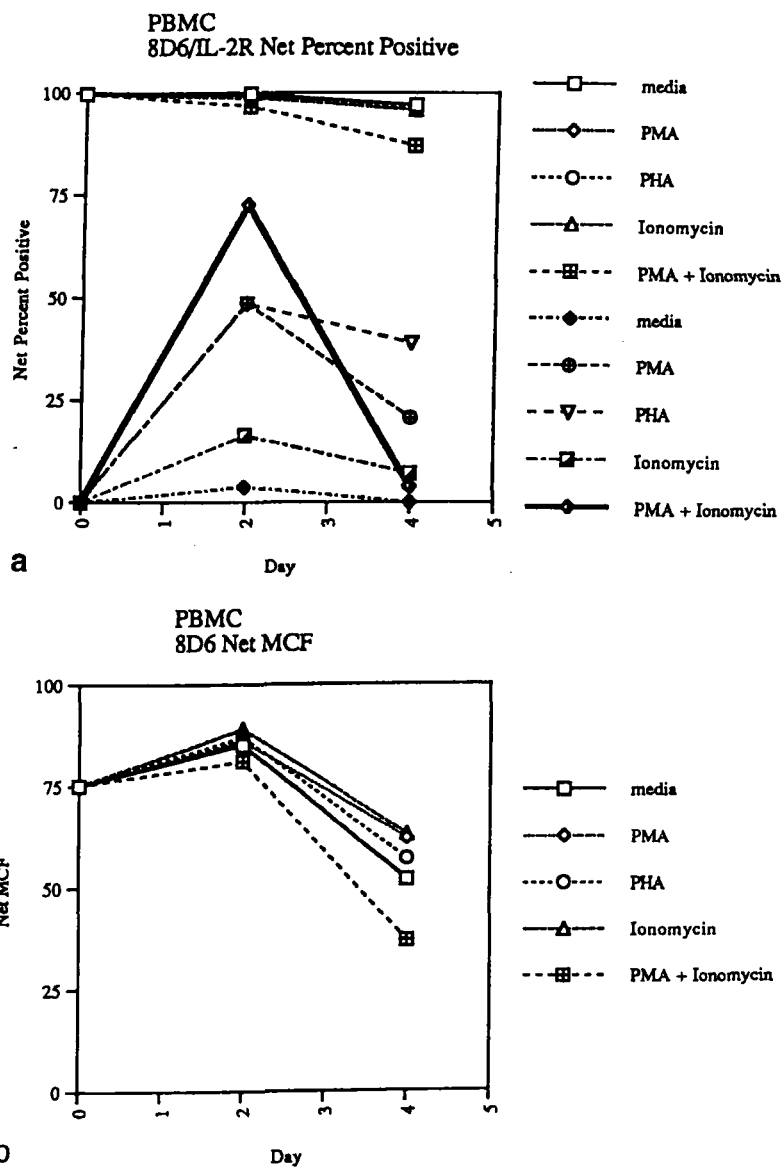 PBMC
8D6/IL-2R Net Percent Positive
Net Percent Positive
100
75
50
25
0
0
1
2
3
4
5
Day
media
PMA
PHA
Ionomycin
PMA + Ionomycin
media
PMA
PHA
Ionomycin
PMA + Ionomycin
a
PBMC
8D6 Net MCF
Net MCF
100
75
50
25
0
0
1
2
3
4
5
Day
media
PMA
PHA
Ionomycin
PMA + Ionomycin